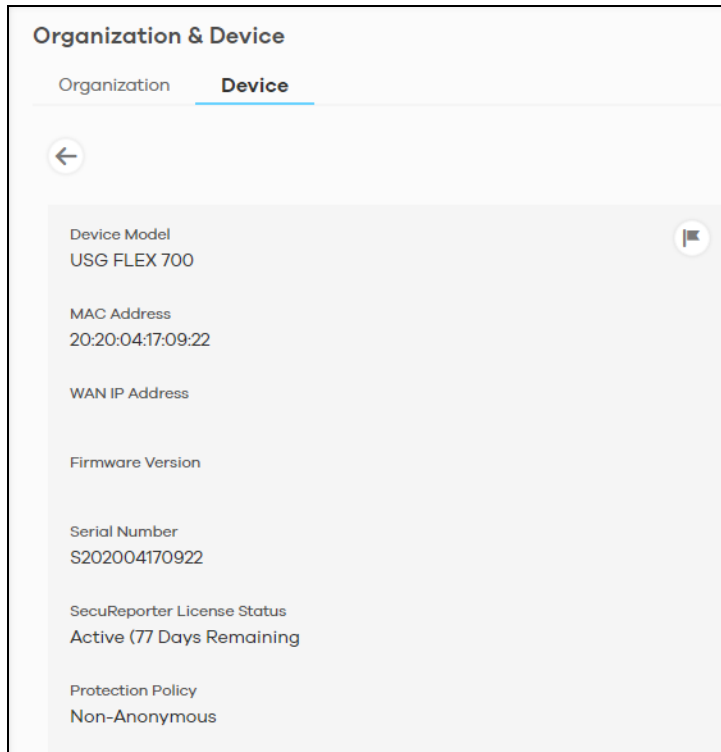 Organization & Device
Organization Device
Device Model
USG FLEX 700
MAC Address
20:20:04:17:09:22
WAN IP Address
Firmware Version
Serial Number
S202004170922
SecuReporter License Status
Active (77 Days Remaining
Protection Policy
Non-Anonymous